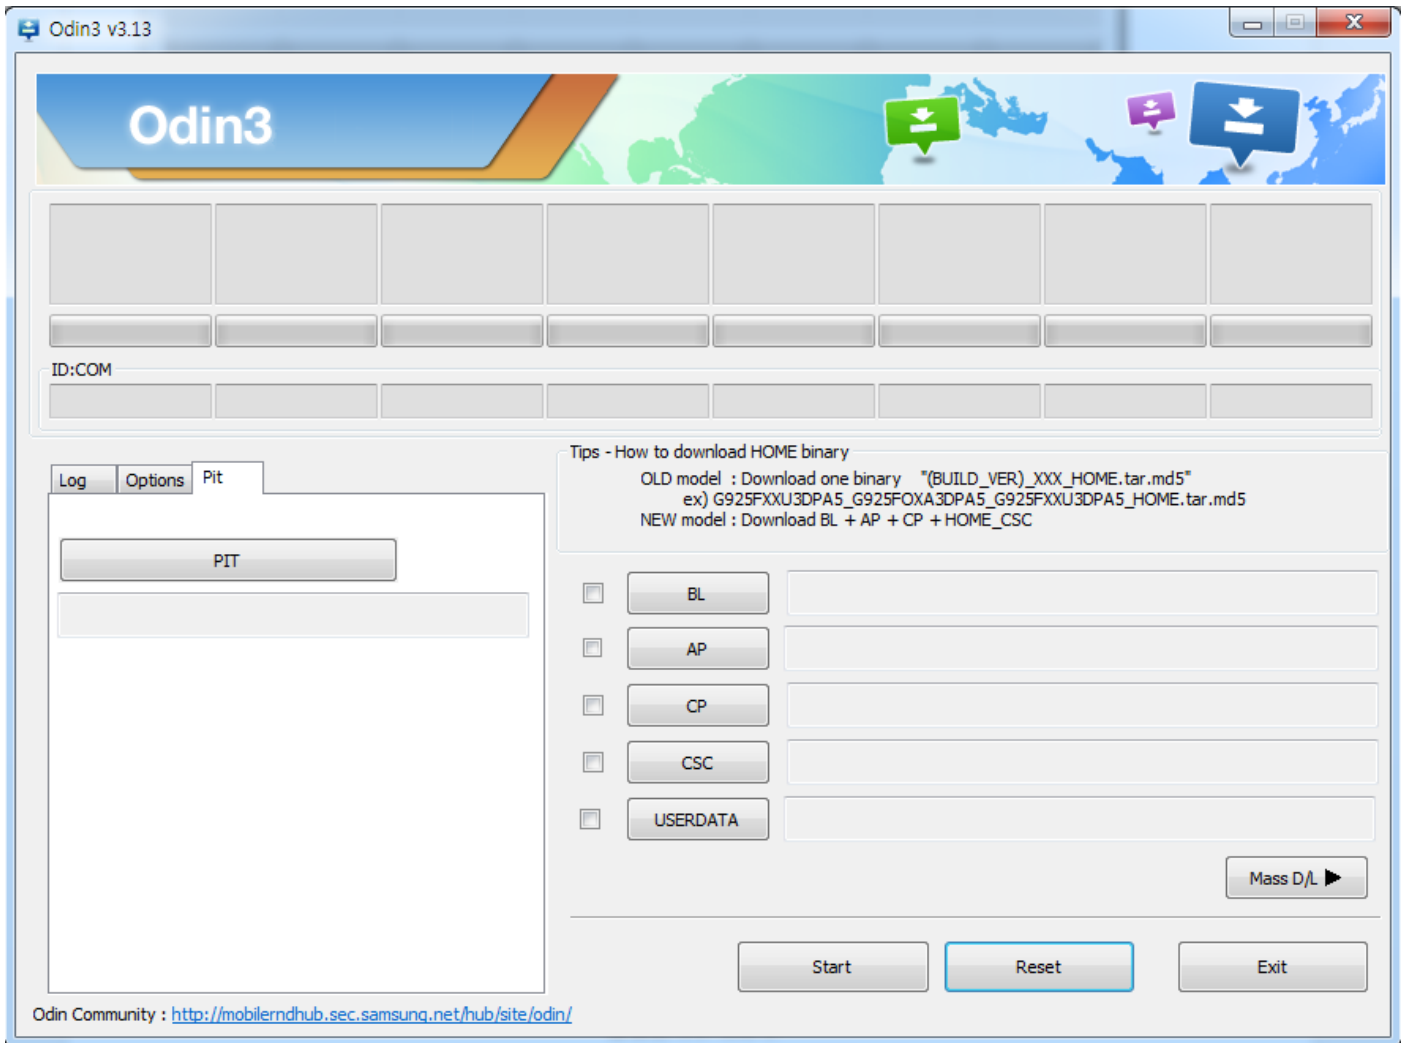 Odin3 v3.13
Odin3
ID:COM
Log
Options
Pit
PIT
Tips - How to download HOME binary
OLD model : Download one binary "(BUILD_VER)_XXX_HOME.tar.md5"
ex) G925FXXU3DPA5_G925FOXA3DPA5_G925FXXU3DPA5_HOME.tar.md5
NEW model : Download BL + AP + CP + HOME_CSC
BL
AP
CP
CSC
USERDATA
Mass D/L
Start
Reset
Exit
Odin Community : http://mobilerndhub.sec.samsung.net/hub/site/odin/